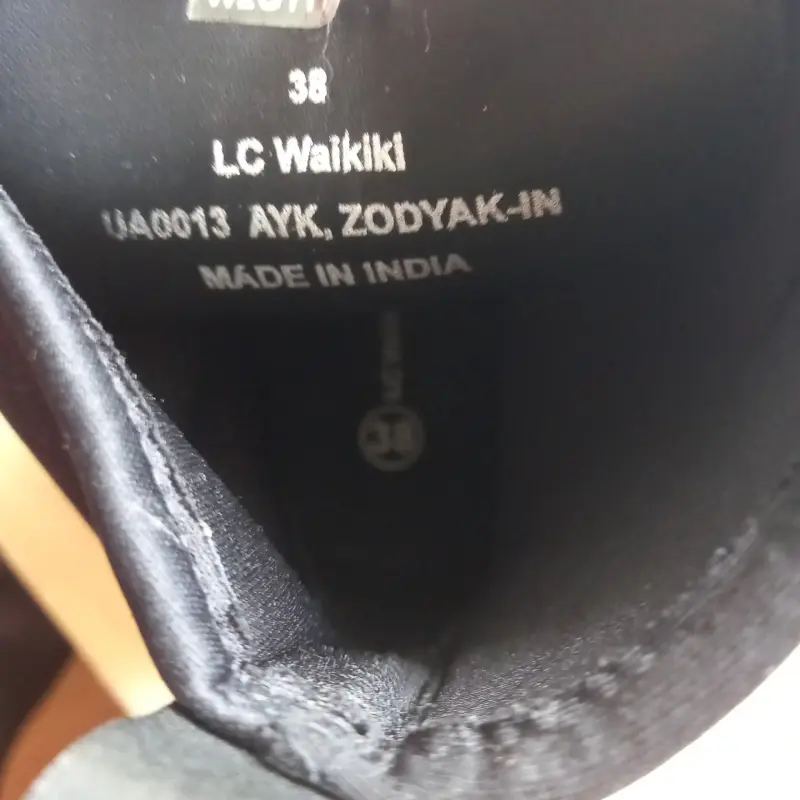 38
LC Waikiki
UA0013 AYK, ZODYAK-IN
MADE IN INDIA
38